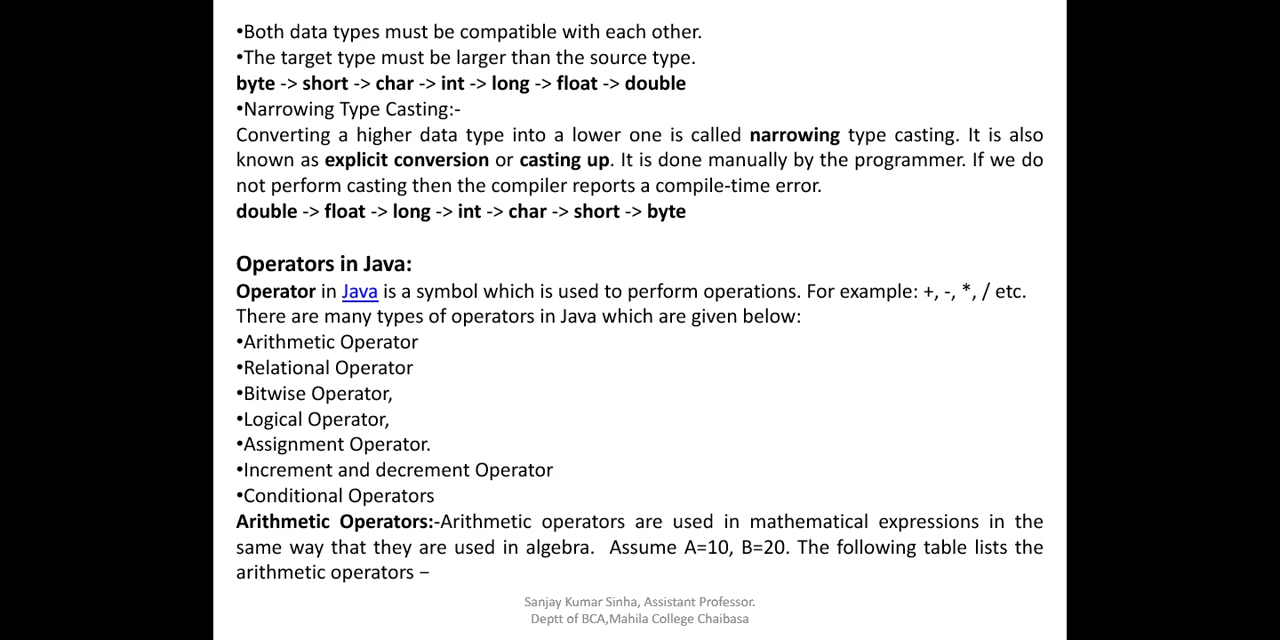 •Both data types must be compatible with each other.
•The target type must be larger than the source type.
byte -> short -> char -> int -> long -> float -> double
•Narrowing Type Casting:-
Converting a higher data type into a lower one is called narrowing type casting. It is also
known as explicit conversion or casting up. It is done manually by the programmer. If we do
not perform casting then the compiler reports a compile-time error.
double -> float -> long -> int -> char -> short -> byte
Operators in Java:
Operator in Java is a symbol which is used to perform operations. For example: +, -, *, / etc.
There are many types of operators in Java which are given below:
•Arithmetic Operator
•Relational Operator
•Bitwise Operator,
•Logical Operator,
•Assignment Operator.
•Increment and decrement Operator
•Conditional Operators
Arithmetic Operators:-Arithmetic operators are used in mathematical expressions in the
same way that they are used in algebra. Assume A=10, B=20. The following table lists the
arithmetic operators −
Sanjay Kumar Sinha, Assistant Professor.
Deptt of BCA,Mahila College Chaibasa